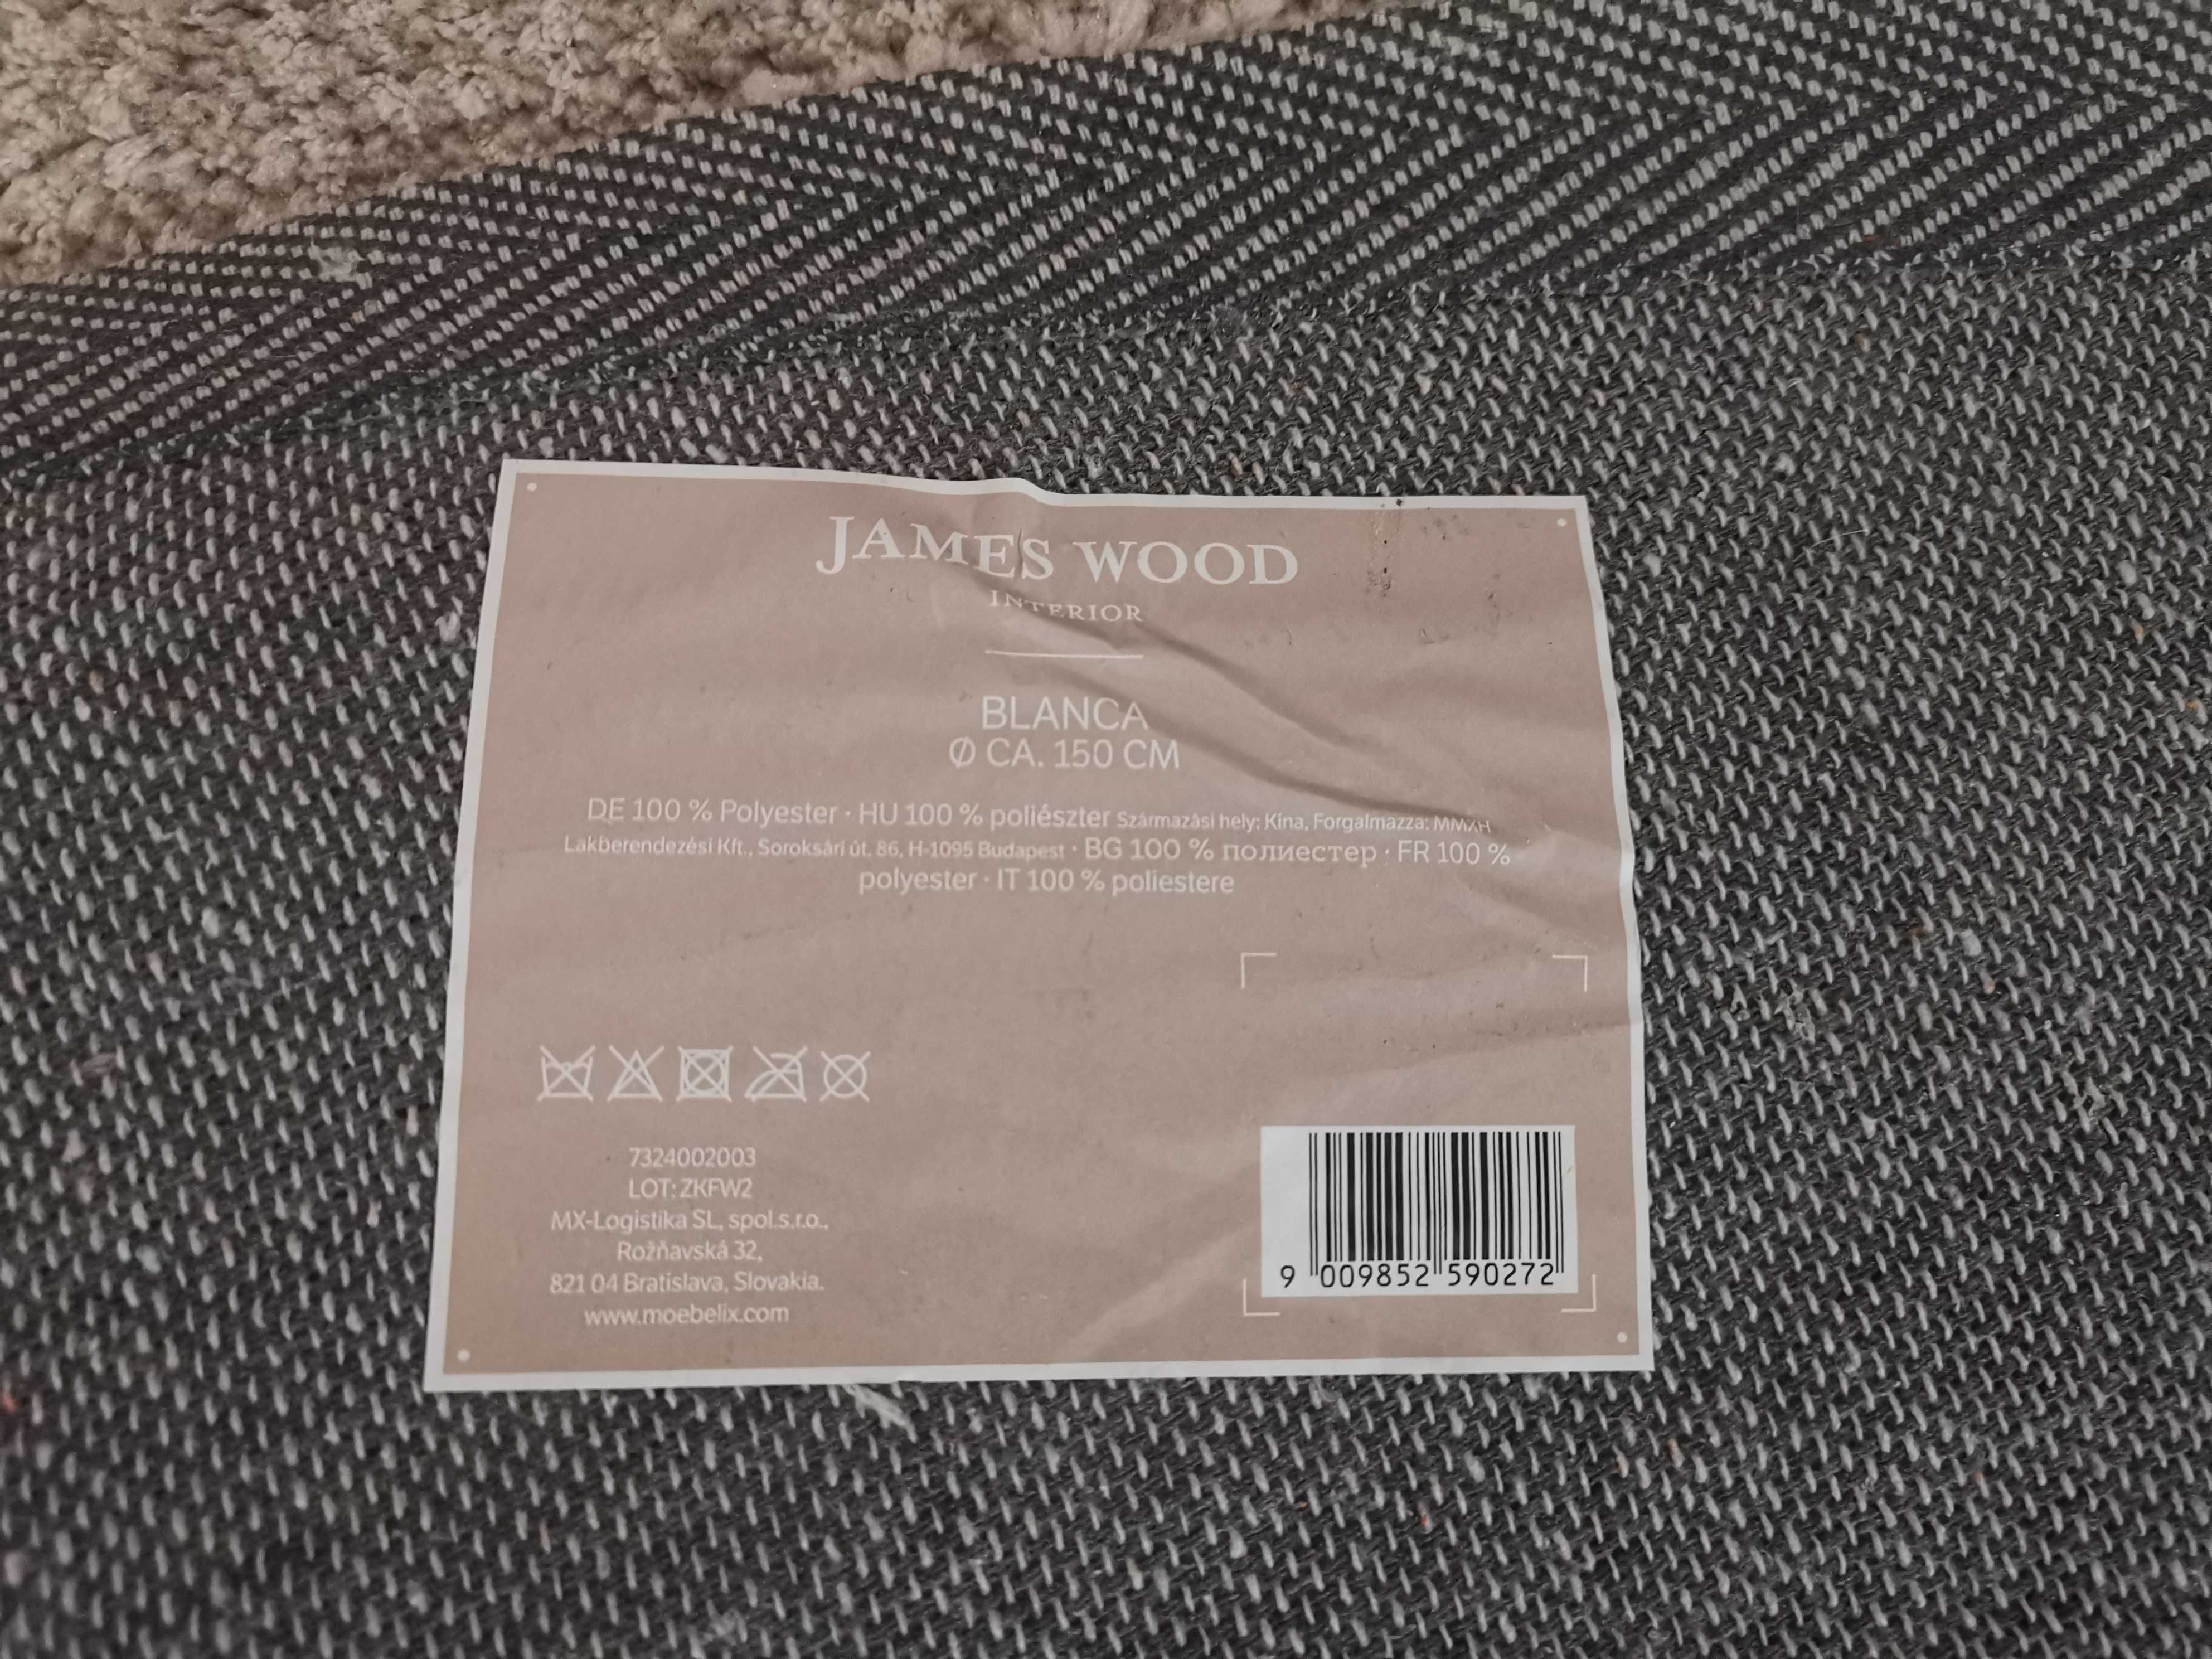 JAMES WOOD
INTERIOR
BLANCA
Ø CA. 150 CM
DE 100 % Polyester · HU 100 % poliészter Származási hely: Kína, Forgalmazza: MMXH
Lakberendezési Kft., Soroksári út. 86, H-1095 Budapest · BG 100 % полиестер · FR 100 %
polyester · IT 100 % poliestere
7324002003
LOT: ZKFW2
MX-Logistika SL, spol.s.r.o.,
Rožňavská 32,
821 04 Bratislava, Slovakia.
www.moebelix.com
9 009852 590272